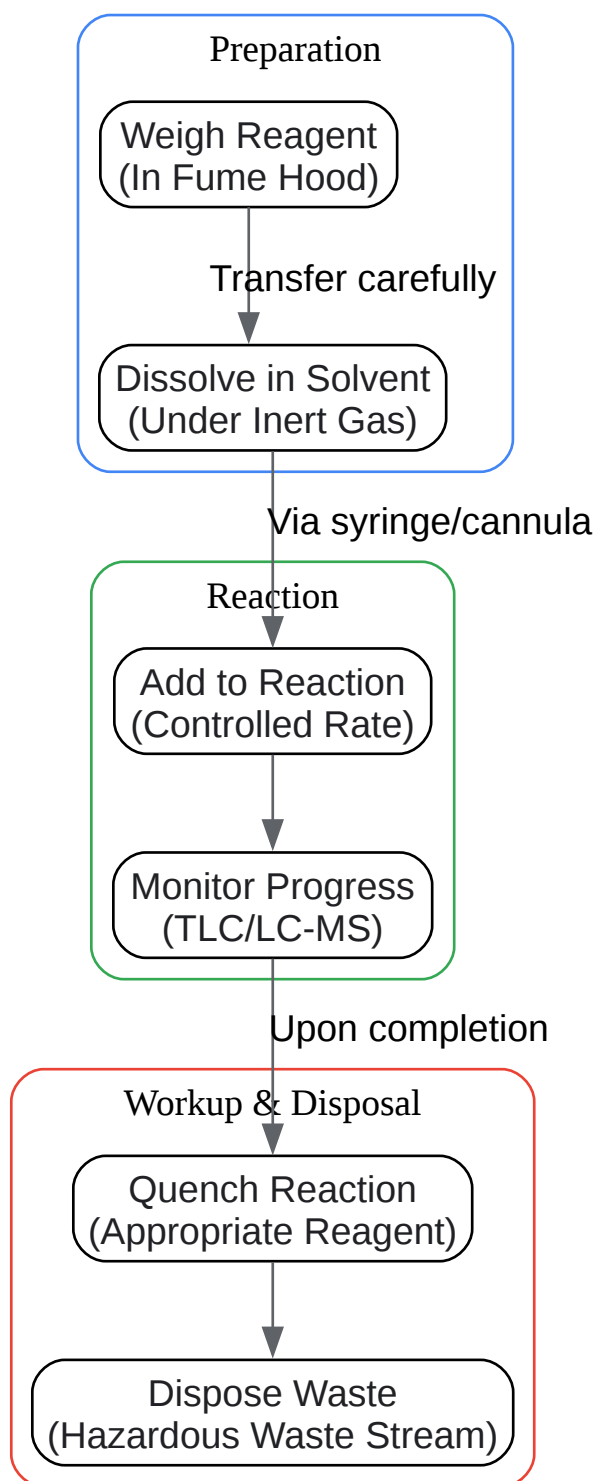 Preparation
Weigh Reagent
(In Fume Hood)
Transfer carefully
Dissolve in Solvent
(Under Inert Gas)
Via syringe/cannula
Reaction
Add to Reaction
(Controlled Rate)
Monitor Progress
(TLC/LC-MS)
Upon completion
Workup & Disposal
Quench Reaction
(Appropriate Reagent)
Dispose Waste
(Hazardous Waste Stream)